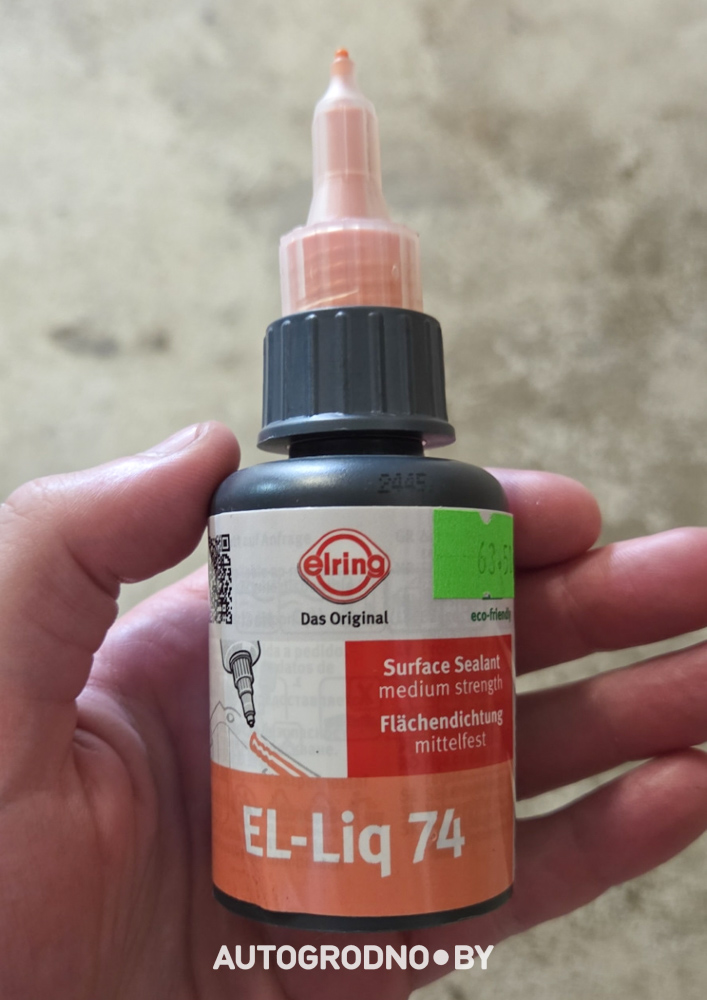 2445
elring
Das Original
eco-friendly
Surface Sealant
medium strength
Flächendichtung
mittelfest
EL-Liq 74
AUTOGRODNO●BY